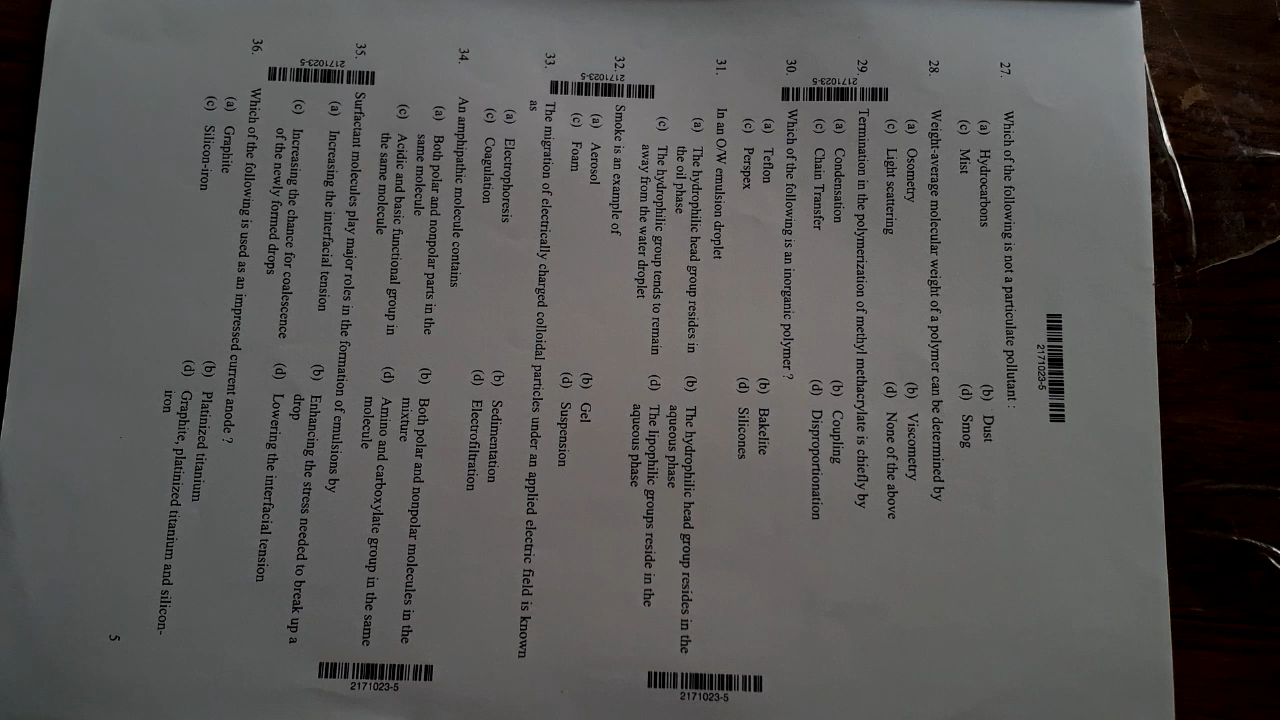 2171023-5
27. Which of the following is not a particulate pollutant :
(a) Hydrocarbons (b) Dust
(c) Mist (d) Smog
28. Weight-average molecular weight of a polymer can be determined by
(a) Osometry (b) Viscometry
(c) Light scattering (d) None of the above
29. Termination in the polymerization of methyl methacrylate is chiefly by
(a) Condensation (b) Coupling
(c) Chain Transfer (d) Disproportionation
2171023-5
30. Which of the following is an inorganic polymer ?
(a) Teflon (b) Bakelite
(c) Perspex (d) Silicones
31. In an O/W emulsion droplet
(a) The hydrophilic head group resides in (b) The hydrophilic head group resides in the
the oil phase aqueous phase
(c) The hydrophilic group tends to remain (d) The lipophilic groups reside in the
away from the water droplet aqueous phase
2171023-5
2171023-5
32. Smoke is an example of
(a) Aerosol (b) Gel
(c) Foam (d) Suspension
33. The migration of electrically charged colloidal particles under an applied electric field is known
as
(a) Electrophoresis (b) Sedimentation
(c) Coagulation (d) Electrofiltration
34. An amphipathic molecule contains
(a) Both polar and nonpolar parts in the (b) Both polar and nonpolar molecules in the
same molecule mixture
(c) Acidic and basic functional group in (d) Amino and carboxylate group in the same
the same molecule molecule
2171023-5
2171023-5
35. Surfactant molecules play major roles in the formation of emulsions by
(a) Increasing the interfacial tension (b) Enhancing the stress needed to break up a
drop
(c) Increasing the chance for coalescence (d) Lowering the interfacial tension
of the newly formed drops
36. Which of the following is used as an impressed current anode ?
(a) Graphite (b) Platinized titanium
(c) Silicon-iron (d) Graphite, platinized titanium and silicon-
iron
5